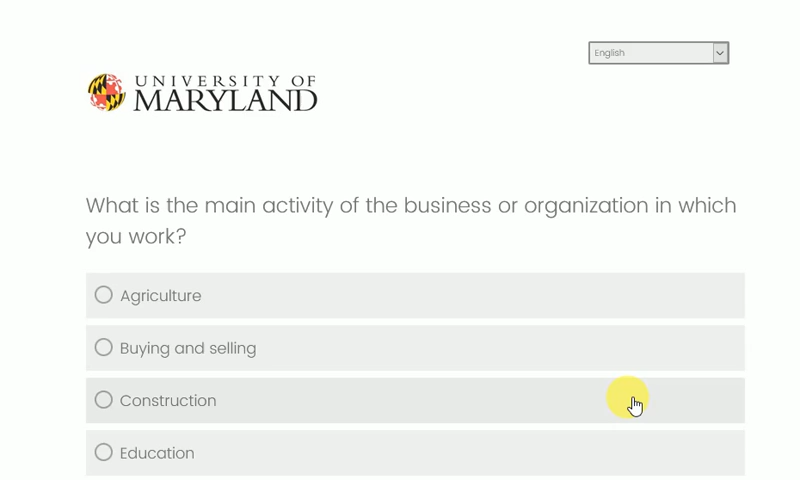 English
UNIVERSITY OF
MARYLAND
What is the main activity of the business or organization in which
you work?
Agriculture
Buying and selling
Construction
Education